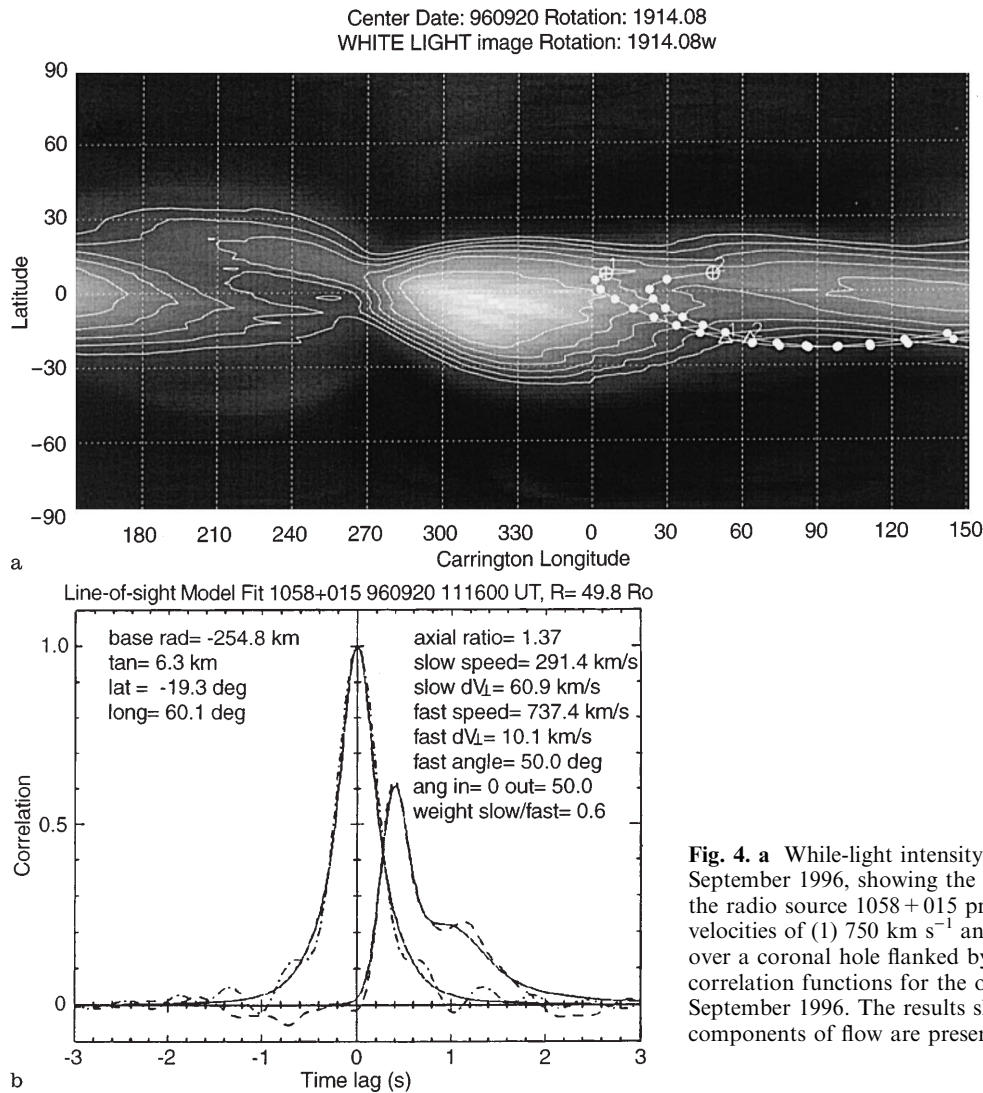 Center Date: 960920 Rotation: 1914.08
WHITE LIGHT image Rotation: 1914.08w
90
60
30
0
−30
−60
−90
Latitude
180 210 240 270 300 330 0 30 60 90 120 150
Carrington Longitude
1
2
1 2
a
Line-of-sight Model Fit 1058+015 960920 111600 UT, R= 49.8 Ro
base rad= -254.8 km
tan= 6.3 km
lat = -19.3 deg
long= 60.1 deg
axial ratio= 1.37
slow speed= 291.4 km/s
slow dV⊥= 60.9 km/s
fast speed= 737.4 km/s
fast dV⊥= 10.1 km/s
fast angle= 50.0 deg
ang in= 0 out= 50.0
weight slow/fast= 0.6
1.0
0.5
0
Correlation
-3 -2 -1 0 1 2 3
Time lag (s)
b
Fig. 4. a While-light intensity
September 1996, showing the
the radio source 1058 + 015 pr
velocities of (1) 750 km s⁻¹ an
over a coronal hole flanked by
correlation functions for the o
September 1996. The results s
components of flow are presen